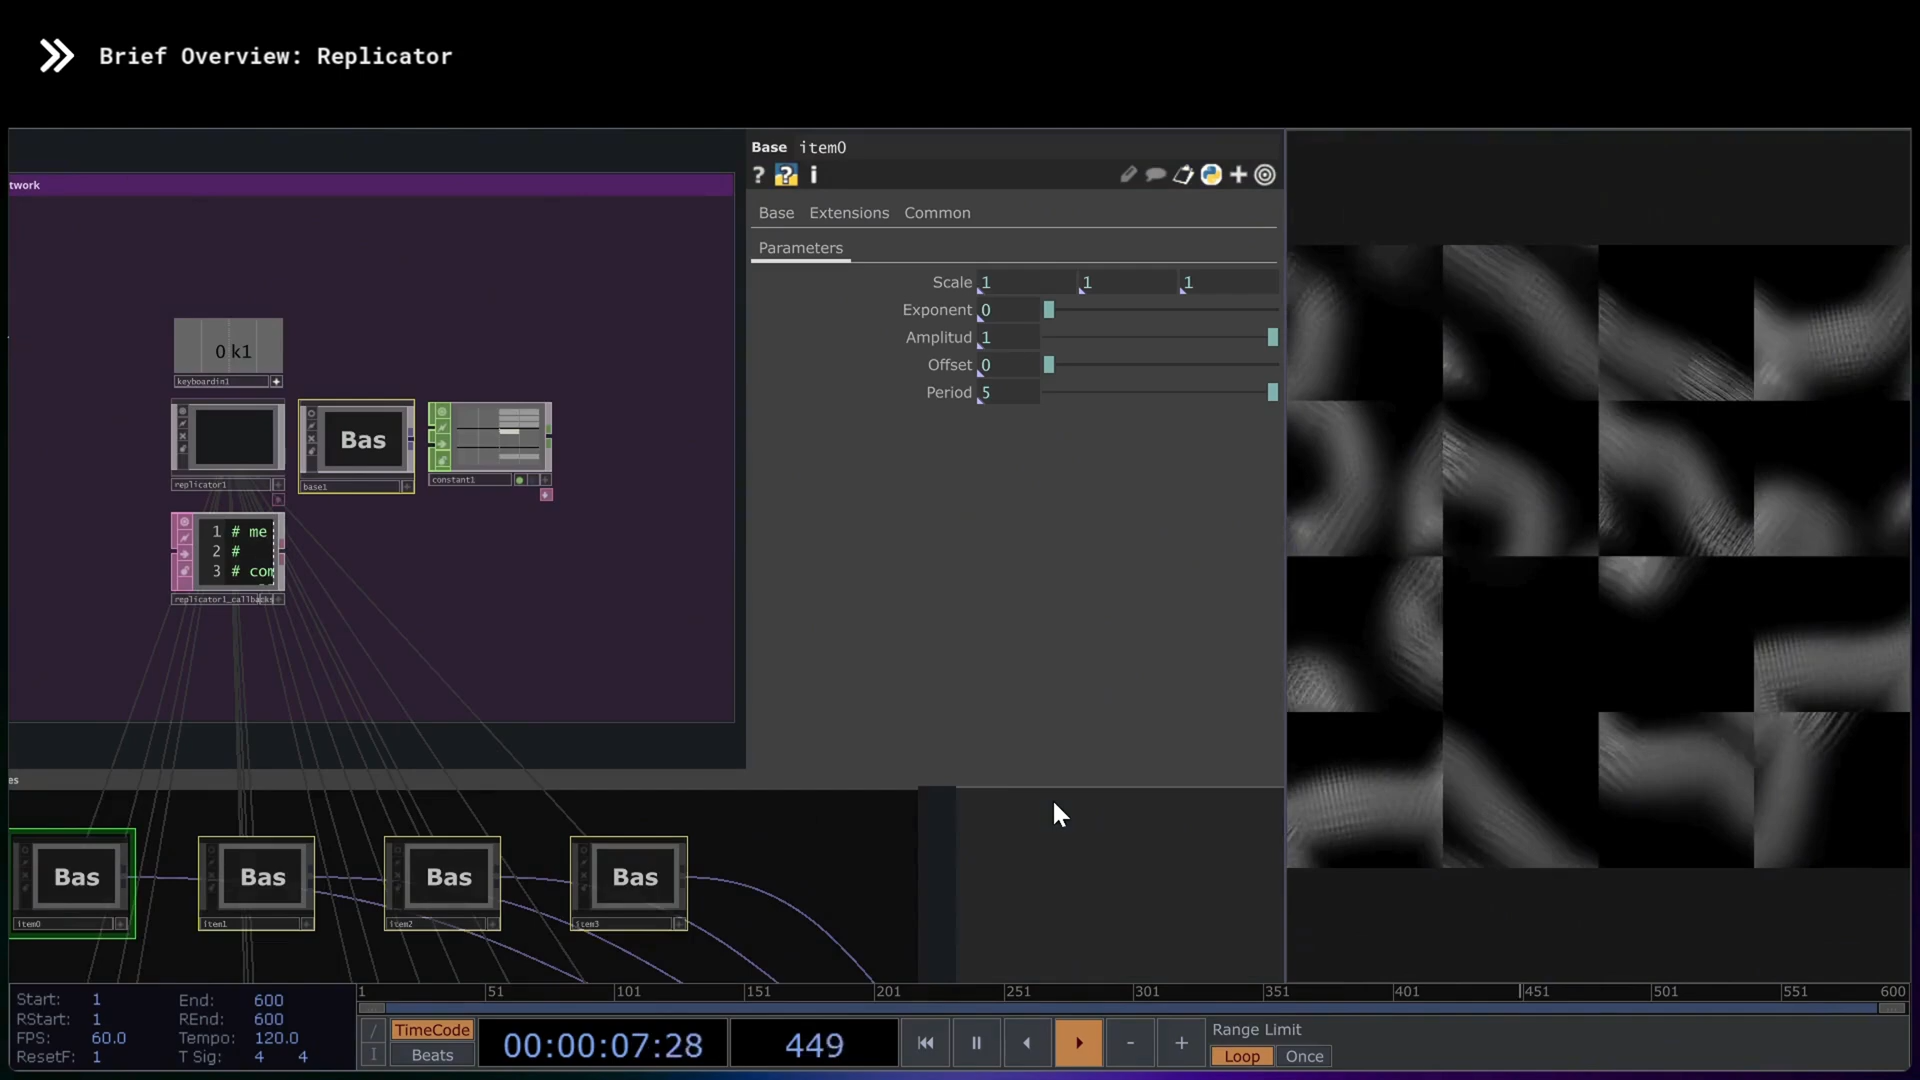 Brief Overview: Replicator
twork
Base item0
? ? i
Base Extensions Common
Parameters
Scale 1 1 1
Exponent 0
Amplitud 1
Offset 0
Period 5
0 k1
keyboardin1
Bas
replicator1
base1
constant1
1 # me
2 #
3 # com
replicator1_callbacks
es
Bas Bas Bas Bas
item0 item1 item2 item3
1 51 101 151 201 251 301 351 401 451 501 551 600
Start: 1 End: 600
RStart: 1 REnd: 600
FPS: 60.0 Tempo: 120.0
ResetF: 1 T Sig: 4 4
/ TimeCode
I Beats
00:00:07:28
449
- +
Range Limit
Loop Once